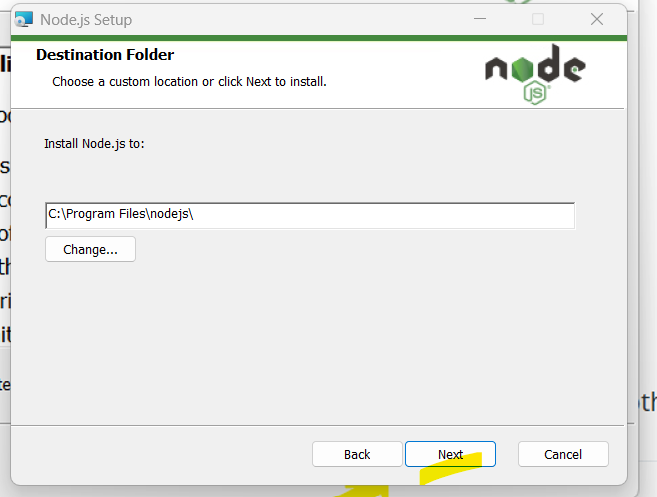 Node.js Setup
Destination Folder
Choose a custom location or click Next to install.
node
JS
Install Node.js to:
C:\Program Files\nodejs\
Change...
Back
Next
Cancel